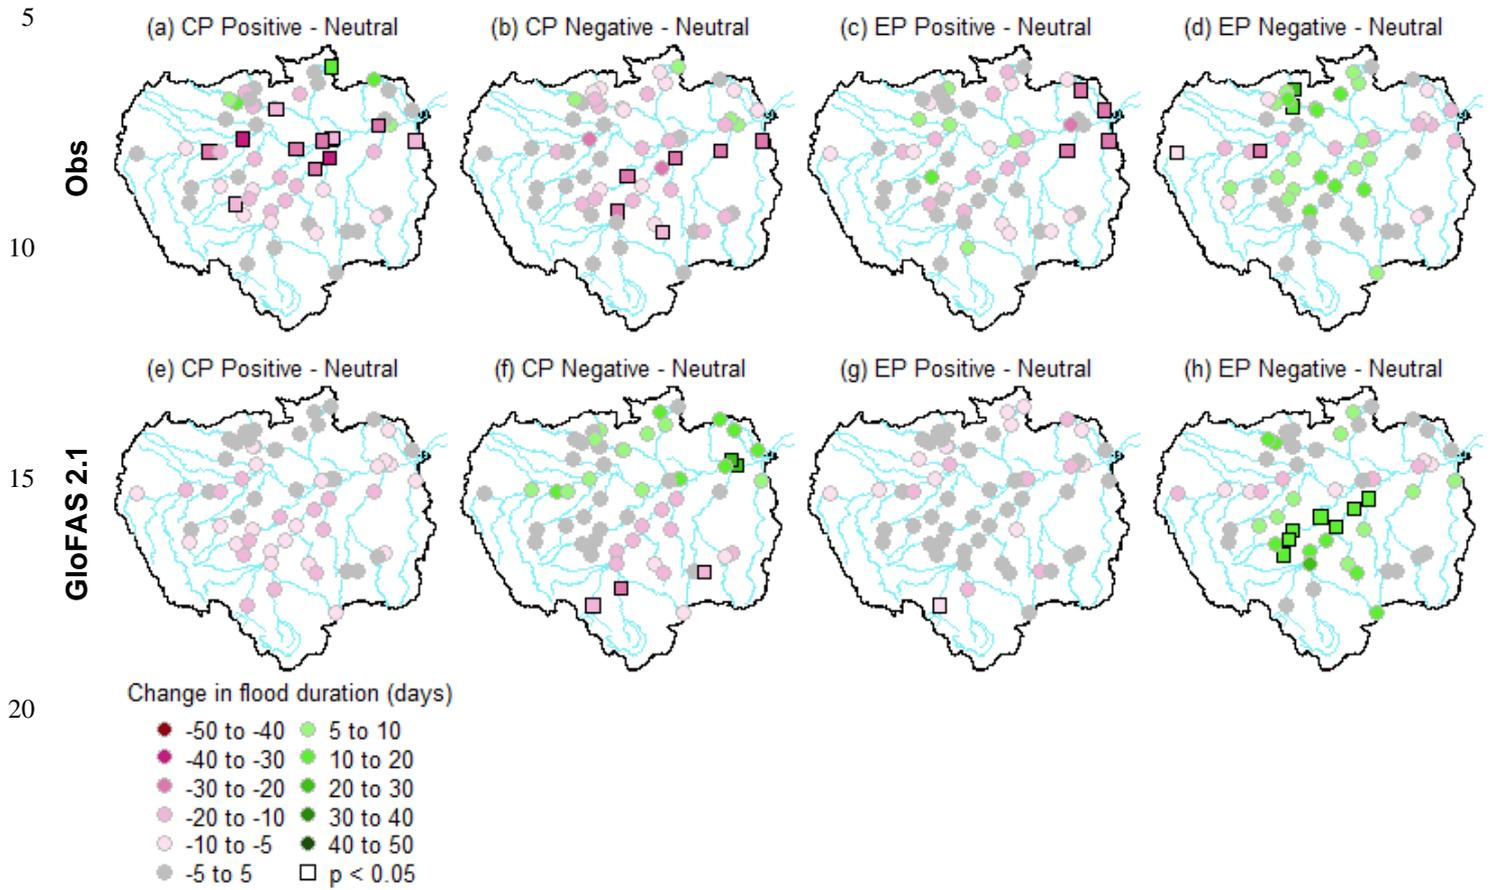 5
(a) CP Positive - Neutral
(b) CP Negative - Neutral
(c) EP Positive - Neutral
(d) EP Negative - Neutral
Obs
10
(e) CP Positive - Neutral
(f) CP Negative - Neutral
(g) EP Positive - Neutral
(h) EP Negative - Neutral
GloFAS 2.1
15
20
Change in flood duration (days)
-50 to -40
-40 to -30
-30 to -20
-20 to -10
-10 to -5
-5 to 5
5 to 10
10 to 20
20 to 30
30 to 40
40 to 50
p < 0.05